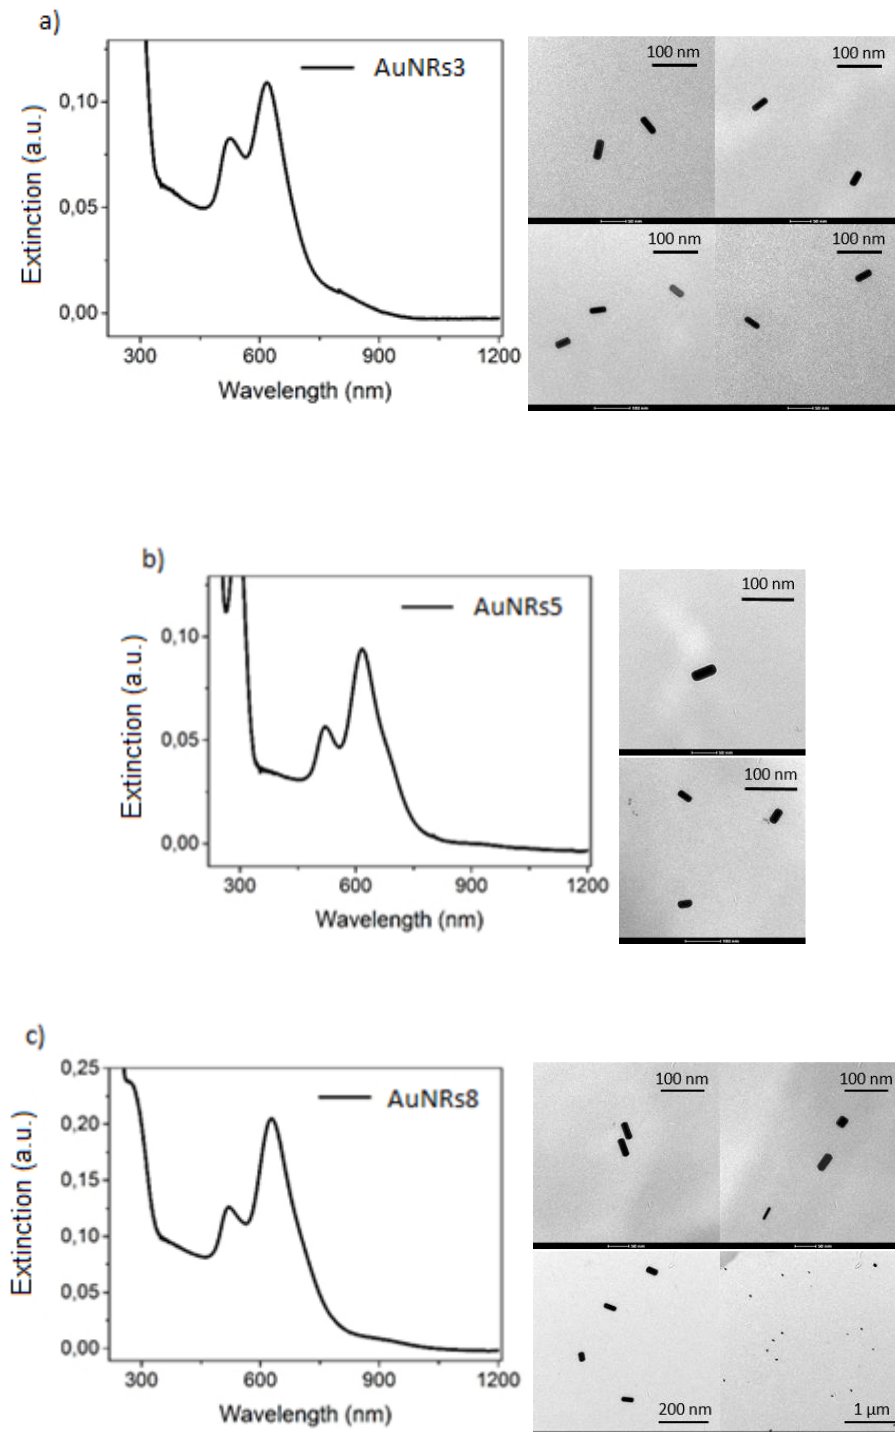 a)
AuNRs3
0,10
0,05
0,00
Extinction (a.u.)
300 600 900 1200
Wavelength (nm)
100 nm
100 nm
100 nm
100 nm
b)
AuNRs5
0,10
0,05
0,00
Extinction (a.u.)
300 600 900 1200
Wavelength (nm)
100 nm
100 nm
c)
AuNRs8
0,25
0,20
0,15
0,10
0,05
0,00
Extinction (a.u.)
300 600 900 1200
Wavelength (nm)
100 nm
100 nm
200 nm
1 µm